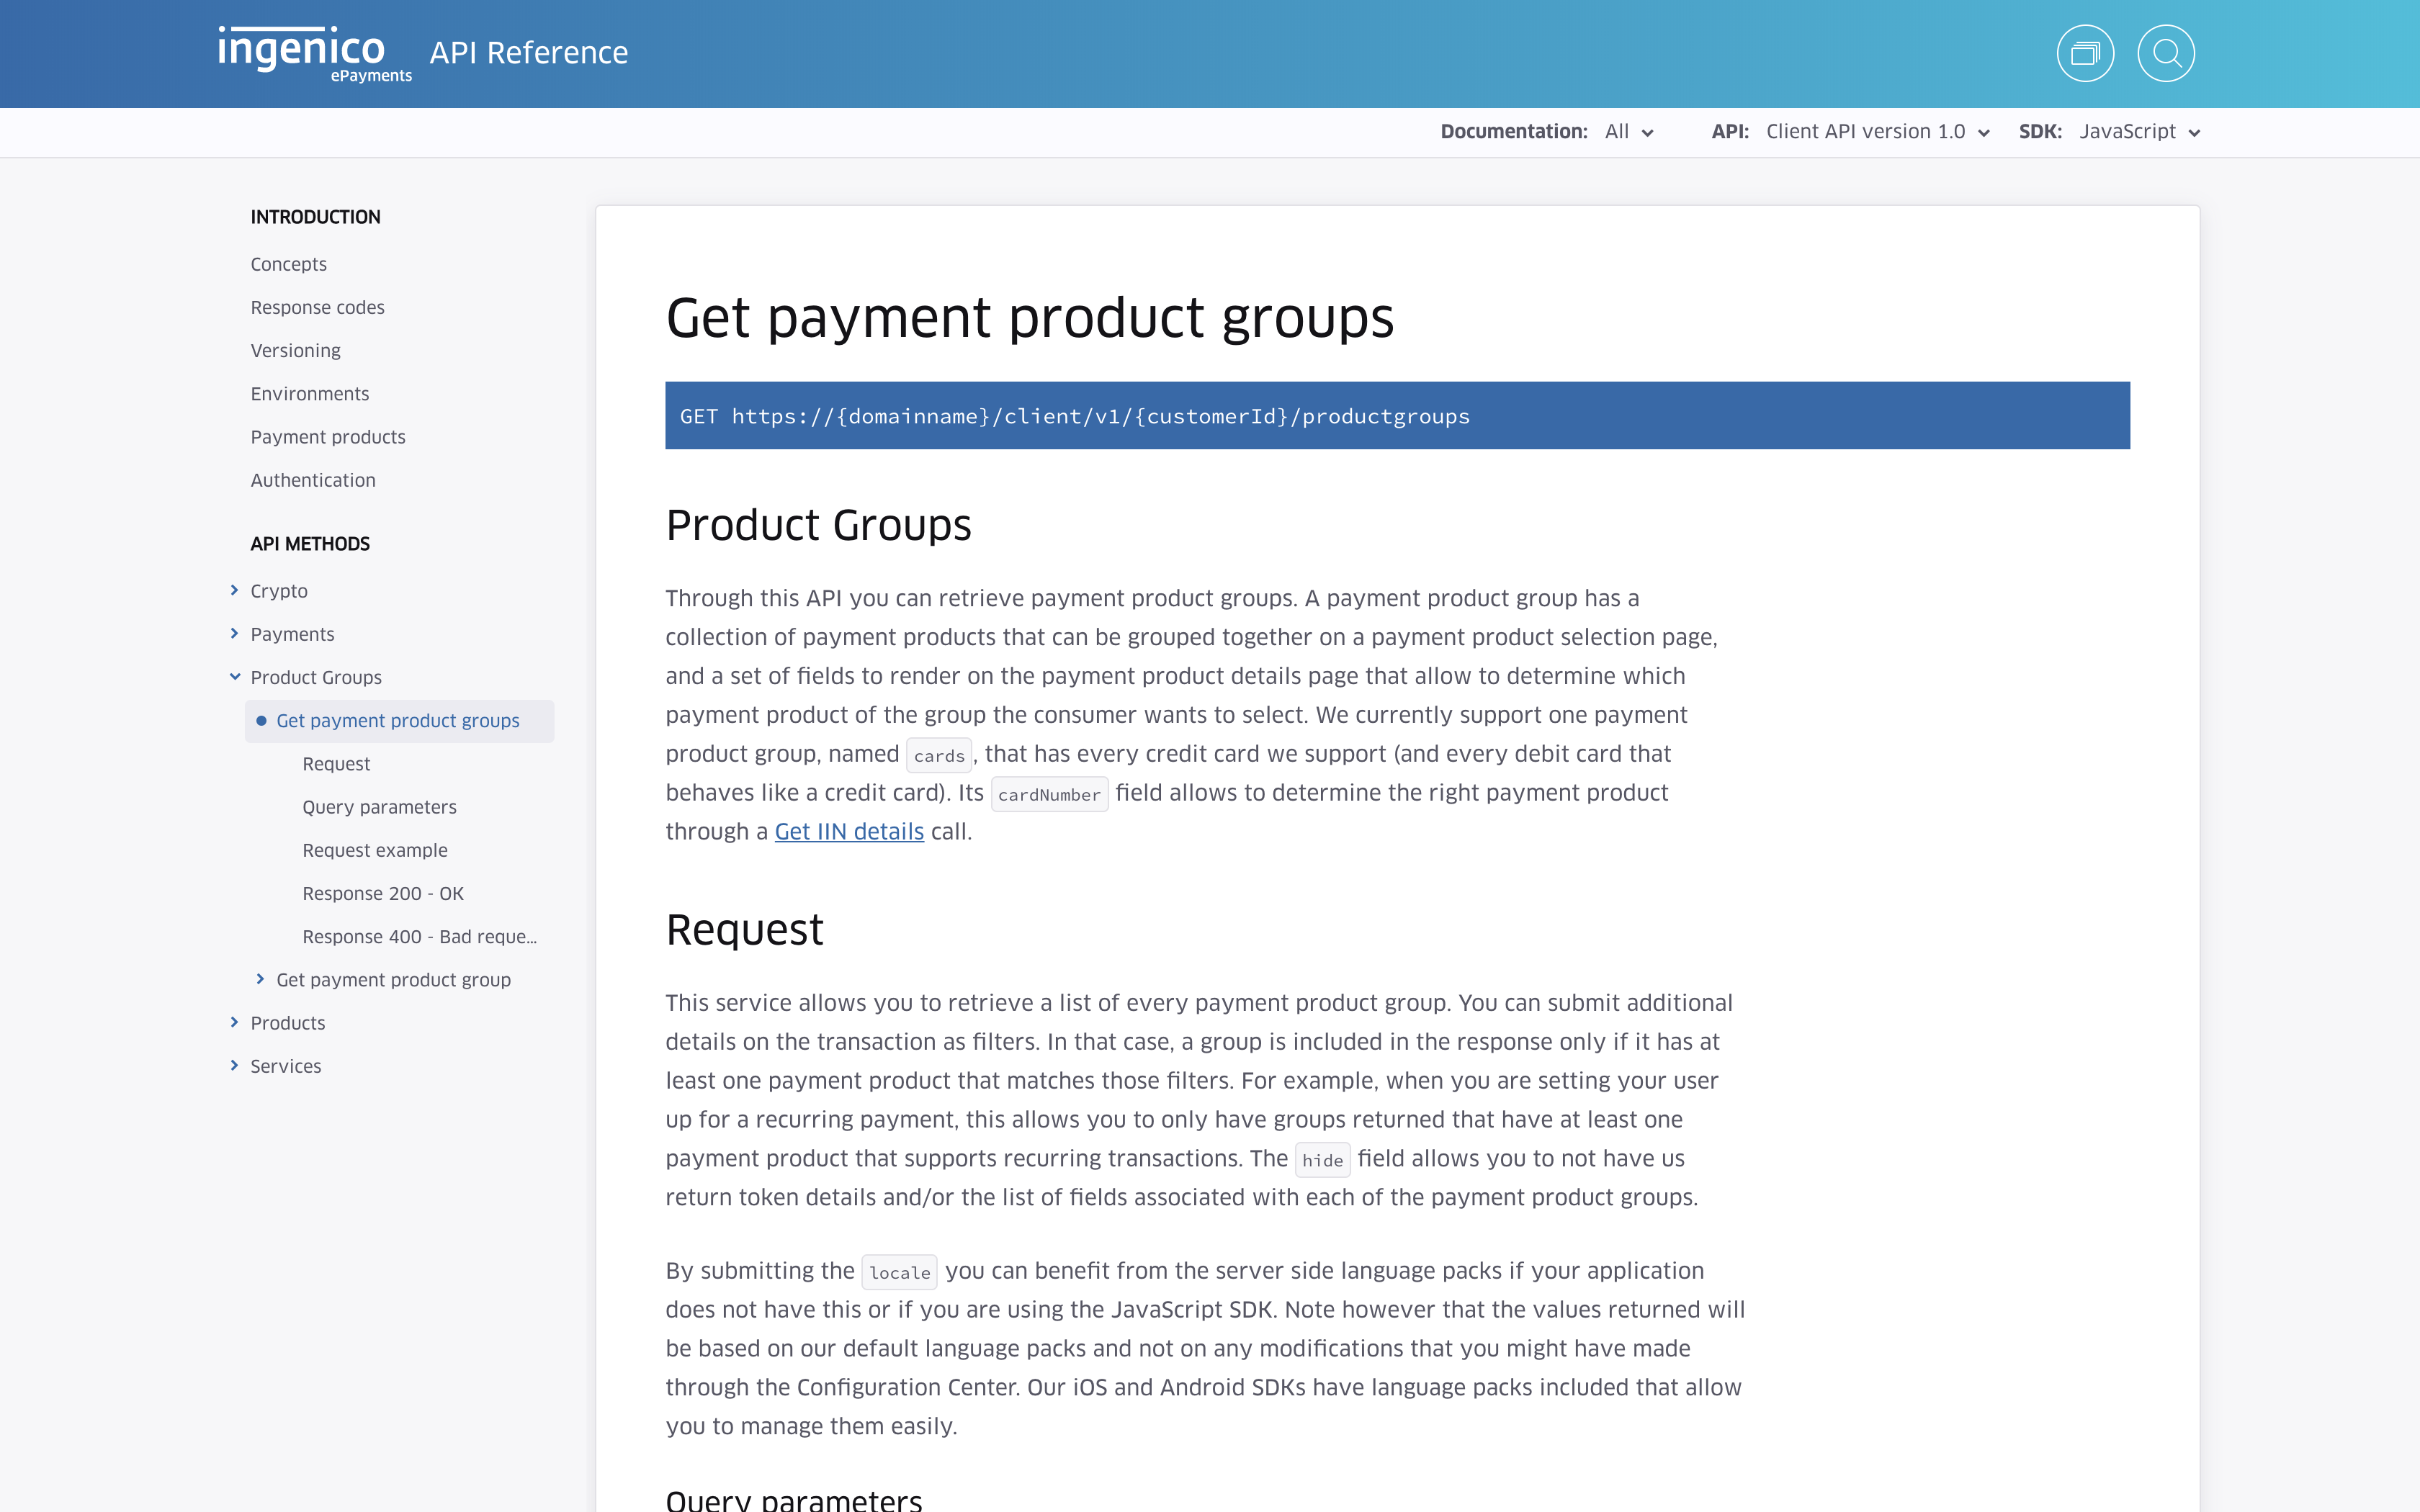 ingenico
ePayments
API Reference
Documentation: All
API: Client API version 1.0
SDK: JavaScript
INTRODUCTION
Concepts
Response codes
Versioning
Environments
Payment products
Authentication
API METHODS
Crypto
Payments
Product Groups
Get payment product groups
Request
Query parameters
Request example
Response 200 - OK
Response 400 - Bad reque...
Get payment product group
Products
Services
Get payment product groups
GET https://{domainname}/client/v1/{customerId}/productgroups
Product Groups
Through this API you can retrieve payment product groups. A payment product group has a
collection of payment products that can be grouped together on a payment product selection page,
and a set of fields to render on the payment product details page that allow to determine which
payment product of the group the consumer wants to select. We currently support one payment
product group, named cards, that has every credit card we support (and every debit card that
behaves like a credit card). Its cardNumber field allows to determine the right payment product
through a Get IIN details call.
Request
This service allows you to retrieve a list of every payment product group. You can submit additional
details on the transaction as filters. In that case, a group is included in the response only if it has at
least one payment product that matches those filters. For example, when you are setting your user
up for a recurring payment, this allows you to only have groups returned that have at least one
payment product that supports recurring transactions. The hide field allows you to not have us
return token details and/or the list of fields associated with each of the payment product groups.
By submitting the locale you can benefit from the server side language packs if your application
does not have this or if you are using the JavaScript SDK. Note however that the values returned will
be based on our default language packs and not on any modifications that you might have made
through the Configuration Center. Our iOS and Android SDKs have language packs included that allow
you to manage them easily.
Query parameters